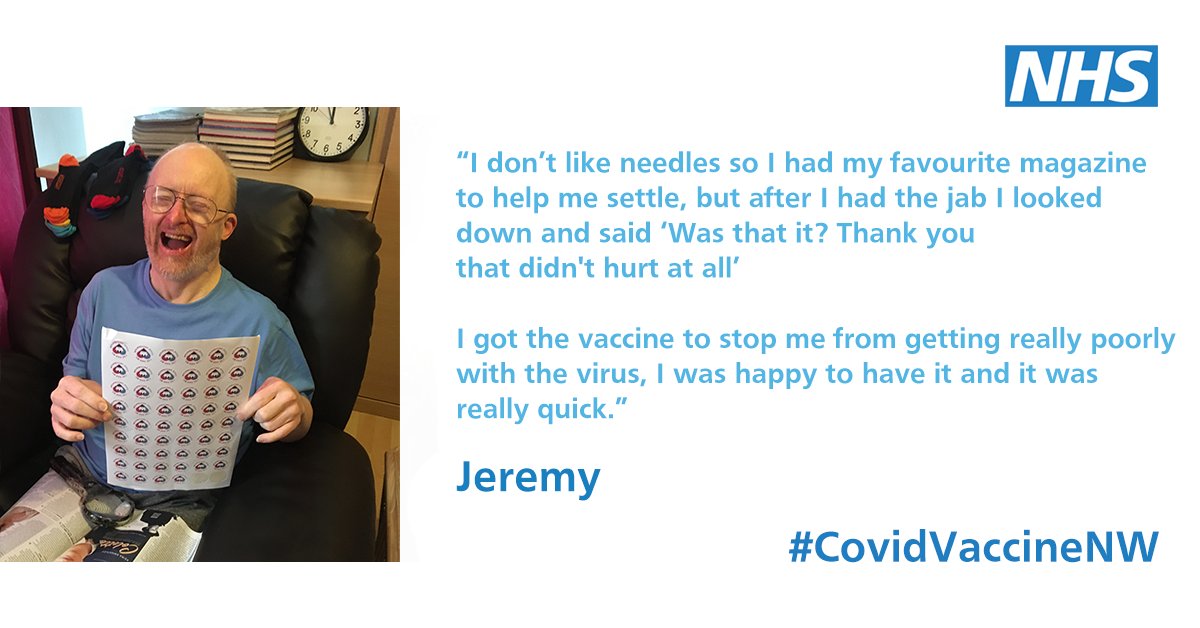 NHS
“I don’t like needles so I had my favourite magazine
to help me settle, but after I had the jab I looked
down and said ‘Was that it? Thank you
that didn't hurt at all’
I got the vaccine to stop me from getting really poorly
with the virus, I was happy to have it and it was
really quick.”
Jeremy
#CovidVaccineNW